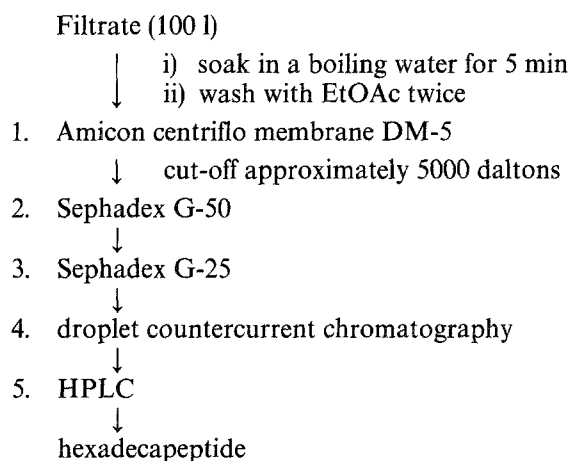 Filtrate (100 l)
i) soak in a boiling water for 5 min
ii) wash with EtOAc twice
1. Amicon centriflo membrane DM-5
cut-off approximately 5000 daltons
2. Sephadex G-50
3. Sephadex G-25
4. droplet countercurrent chromatography
5. HPLC
hexadecapeptide